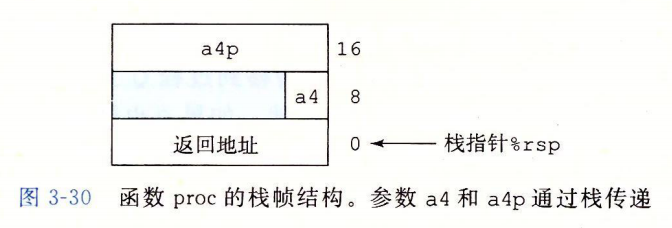 a4p 16
a4 8
返回地址 0 栈指针%rsp
图 3-30 函数 proc 的栈帧结构。参数 a4 和 a4p 通过栈传递